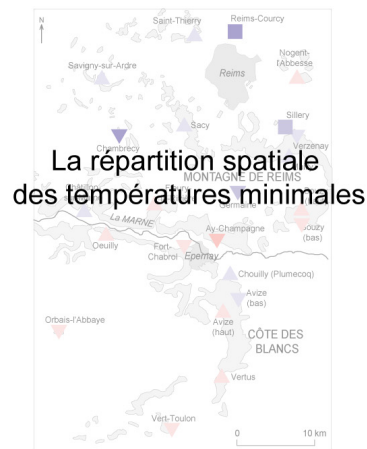 N
Saint-Thierry
Reims-Courcy
Savigny-sur-Ardre
Nogent-l'Abbesse
Reims
Sacy
Sillery
Verzenay
Chambrecy
La répartition spatiale
MONTAGNE DE REIMS
des températures minimales
Germaine
La MARNE
Ay-Champagne
(bas)
Oeuilly
Fort-Chabrol
Epernay
Chouilly (Plumecoq)
Avize
(bas)
Orbais-l'Abbaye
Avize
(haut)
CÔTE DES
BLANCS
Vertus
Vert-Toulon
0 10 km